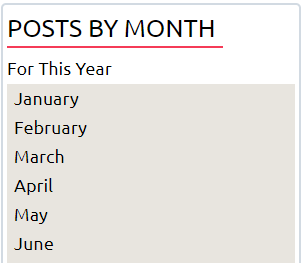 POSTS BY MONTH
For This Year
January
February
March
April
May
June